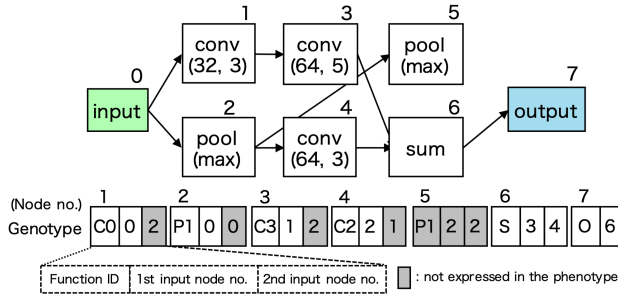 1 3 5
conv (32, 3)
conv (64, 5)
pool (max)
0 7
input
output
2 4 6
pool (max)
conv (64, 3)
sum
(Node no.) 1 2 3 4 5 6 7
Genotype C0 0 2 P1 0 0 C3 1 2 C2 2 1 P1 2 2 S 3 4 O 6
Function ID 1st input node no. 2nd input node no. : not expressed in the phenotype